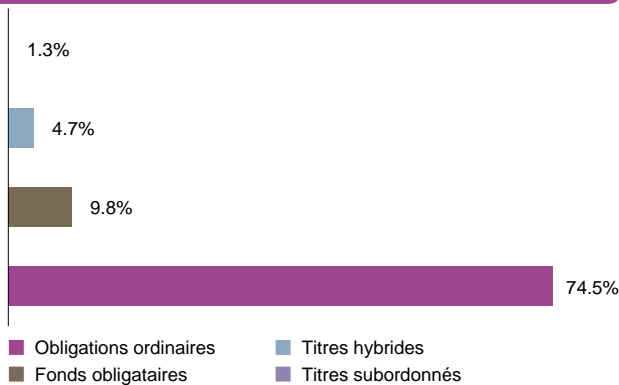 1.3%
4.7%
9.8%
74.5%
Obligations ordinaires
Titres hybrides
Fonds obligataires
Titres subordonnés